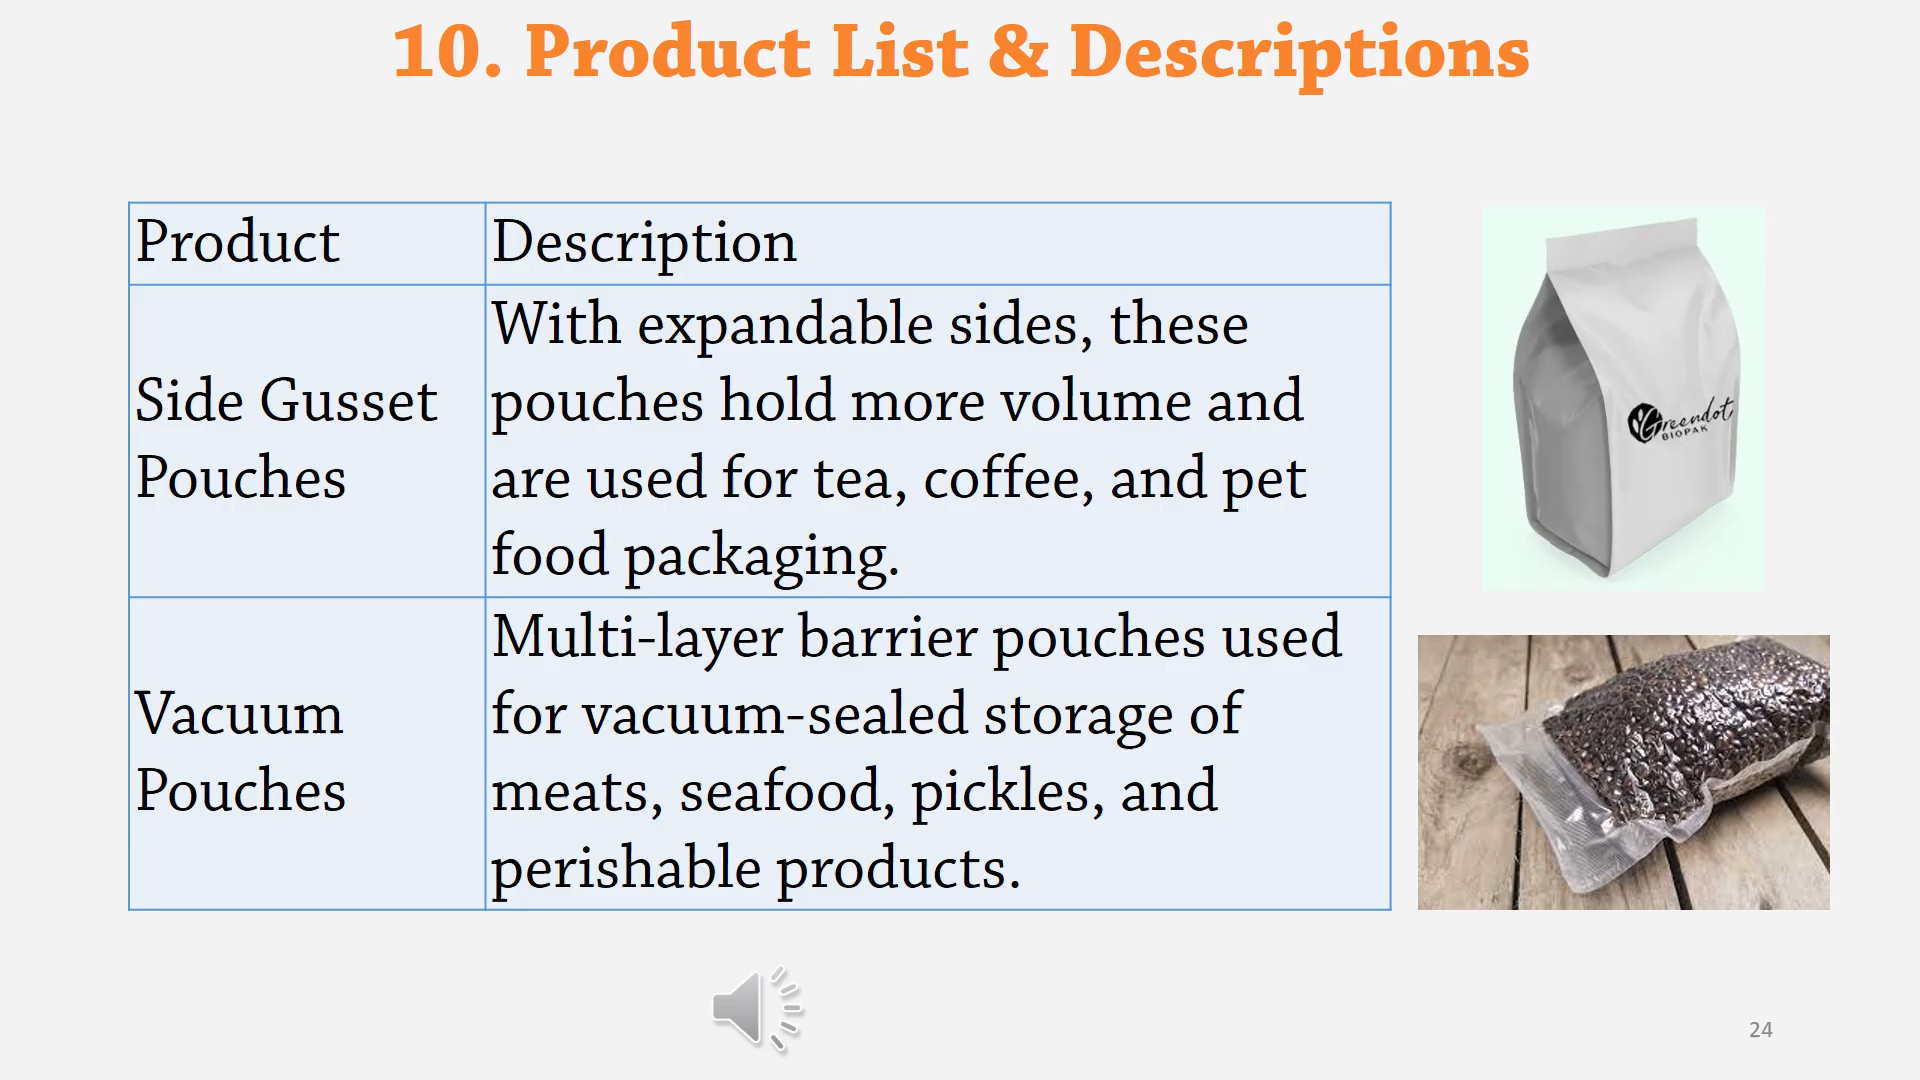 10. Product List & Descriptions
Product
Description
Side Gusset
Pouches
With expandable sides, these
pouches hold more volume and
are used for tea, coffee, and pet
food packaging.
Vacuum
Pouches
Multi-layer barrier pouches used
for vacuum-sealed storage of
meats, seafood, pickles, and
perishable products.
Greendot
BIOPAK
24